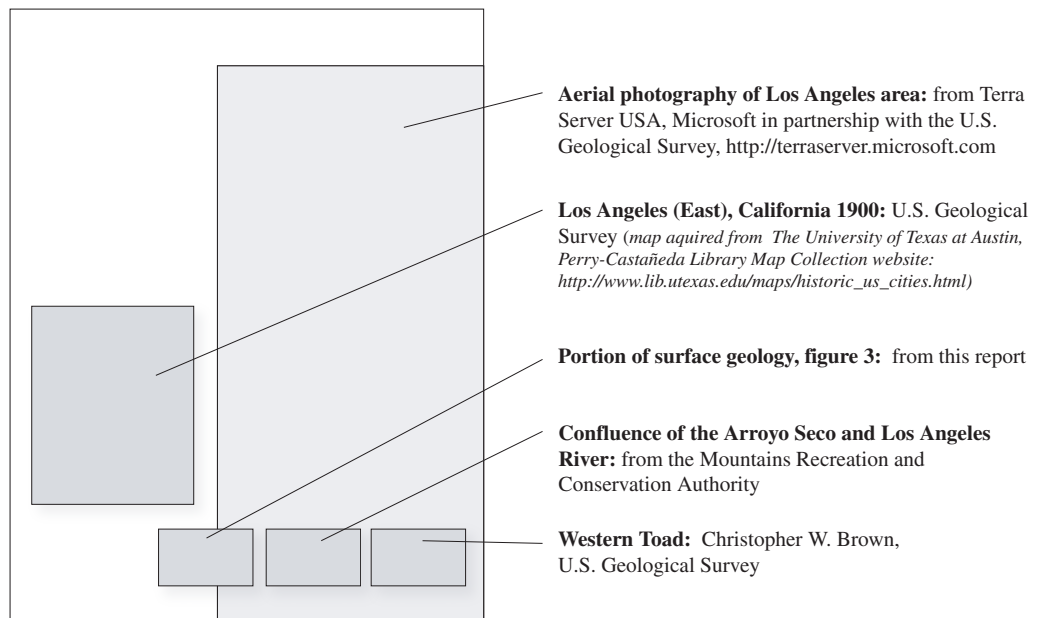 Aerial photography of Los Angeles area: from Terra
Server USA, Microsoft in partnership with the U.S.
Geological Survey, http://terraserver.microsoft.com
Los Angeles (East), California 1900: U.S. Geological
Survey (map aquired from The University of Texas at Austin,
Perry-Castañeda Library Map Collection website:
http://www.lib.utexas.edu/maps/historic_us_cities.html)
Portion of surface geology, figure 3: from this report
Confluence of the Arroyo Seco and Los Angeles
River: from the Mountains Recreation and
Conservation Authority
Western Toad: Christopher W. Brown,
U.S. Geological Survey